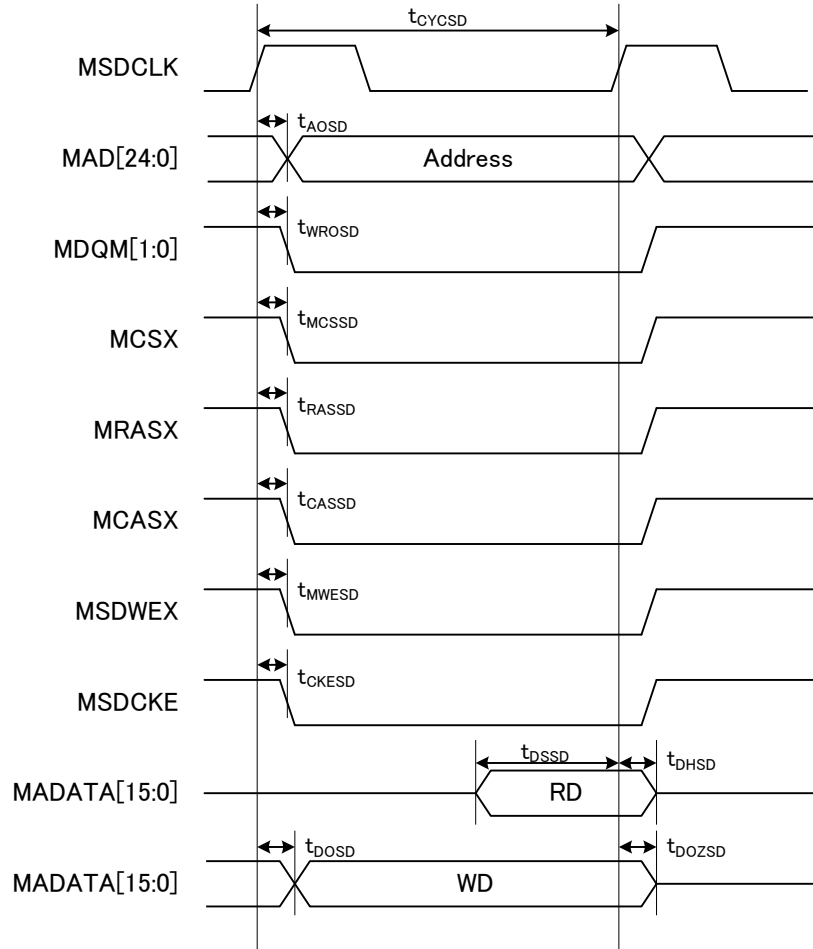 tCYCSD
MSDCLK
tAOSD
MAD[24:0]
Address
tWROSD
MDQM[1:0]
tMCSSD
MCSX
tRASSD
MRASX
tCASSD
MCASX
tMWESD
MSDWEX
tCKESD
MSDCKE
tDSSD
tDHSD
MADATA[15:0]
RD
tDOSD
tDOZSD
MADATA[15:0]
WD